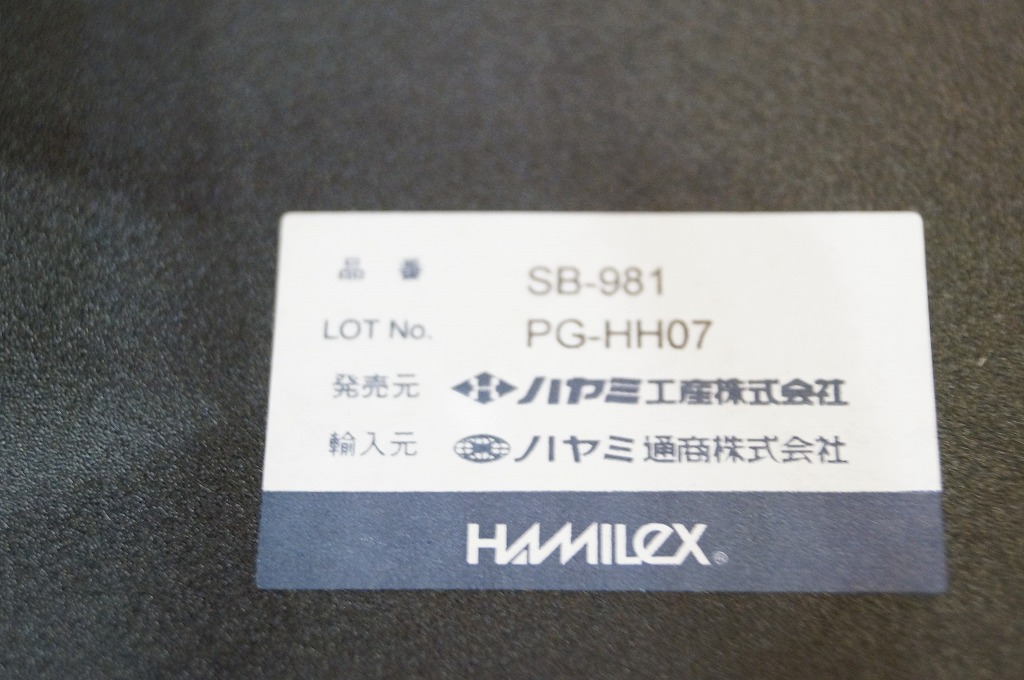 品 番 SB-981
LOT No. PG-HH07
発売元 ハヤミ工産株式会社
輸入元 ハヤミ通商株式会社
HAMILEX®